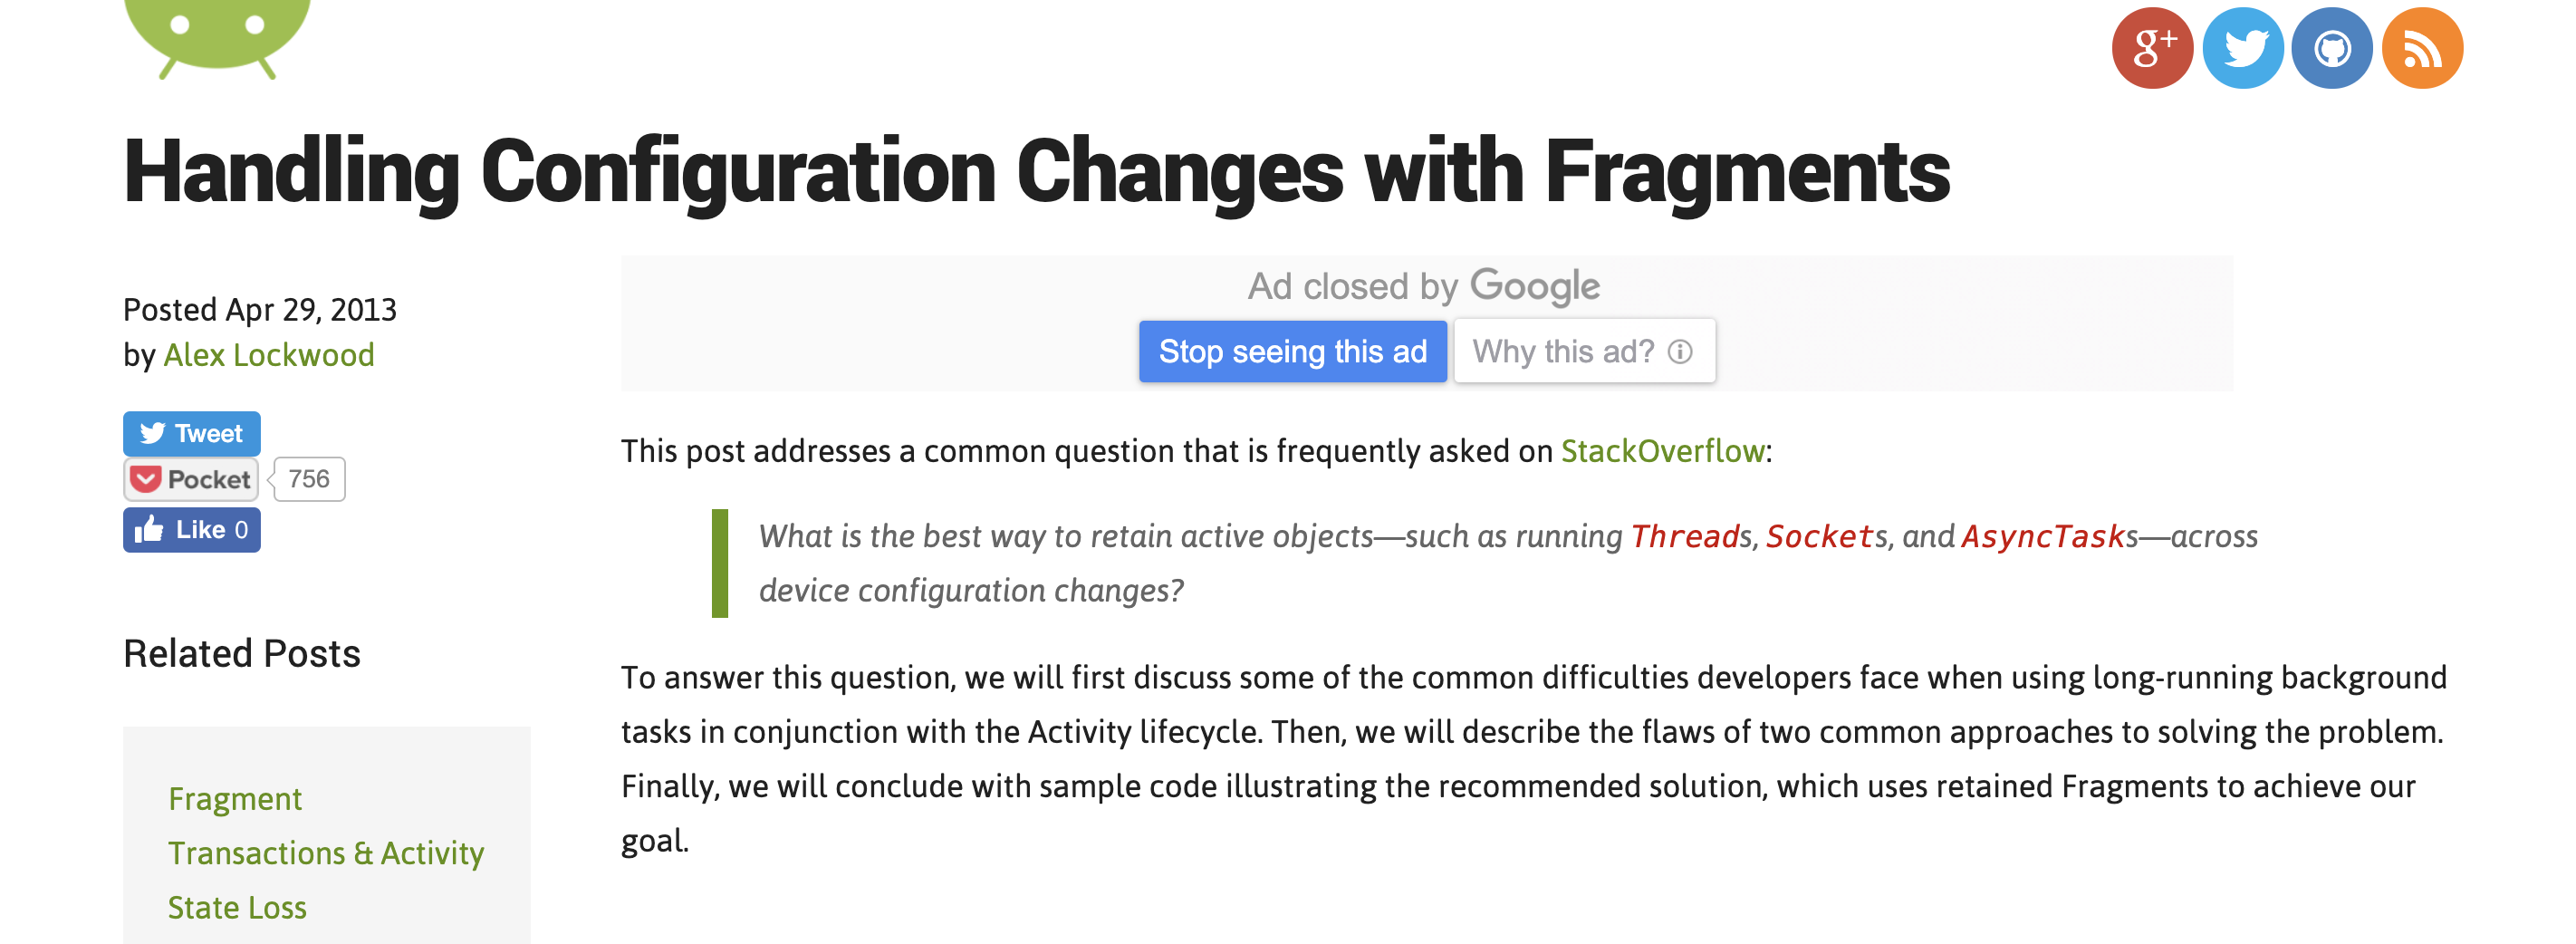 g+
Handling Configuration Changes with Fragments
Posted Apr 29, 2013
by Alex Lockwood
Tweet
Pocket 756
Like 0
Related Posts
Fragment
Transactions & Activity
State Loss
Ad closed by Google
Stop seeing this ad Why this ad?
This post addresses a common question that is frequently asked on StackOverflow:
What is the best way to retain active objects—such as running Threads, Sockets, and AsyncTasks—across
device configuration changes?
To answer this question, we will first discuss some of the common difficulties developers face when using long-running background
tasks in conjunction with the Activity lifecycle. Then, we will describe the flaws of two common approaches to solving the problem.
Finally, we will conclude with sample code illustrating the recommended solution, which uses retained Fragments to achieve our
goal.